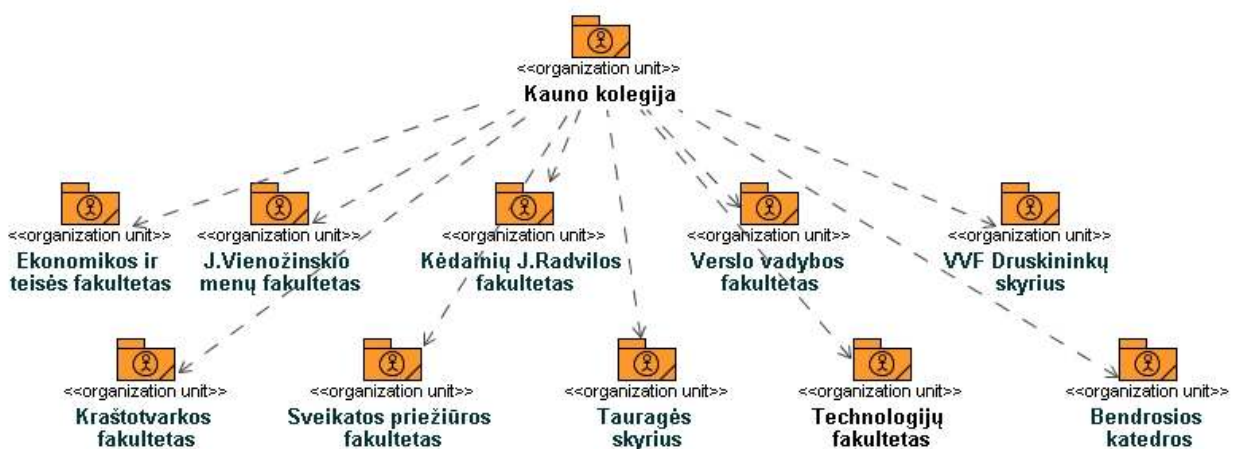 <<organization unit>>
Kauno kolegija
<<organization unit>>
Ekonomikos ir
teisės fakultetas
<<organization unit>>
J.Vienožinskio
menų fakultetas
<<organization unit>>
Kėdainių J.Radvilos
fakultetas
<<organization unit>>
Verslo vadybos
fakultetas
<<organization unit>>
VVF Druskininkų
skyrius
<<organization unit>>
Kraštotvarkos
fakultetas
<<organization unit>>
Sveikatos priežiūros
fakultetas
<<organization unit>>
Tauragės
skyrius
<<organization unit>>
Technologijų
fakultetas
<<organization unit>>
Bendrosios
katedros